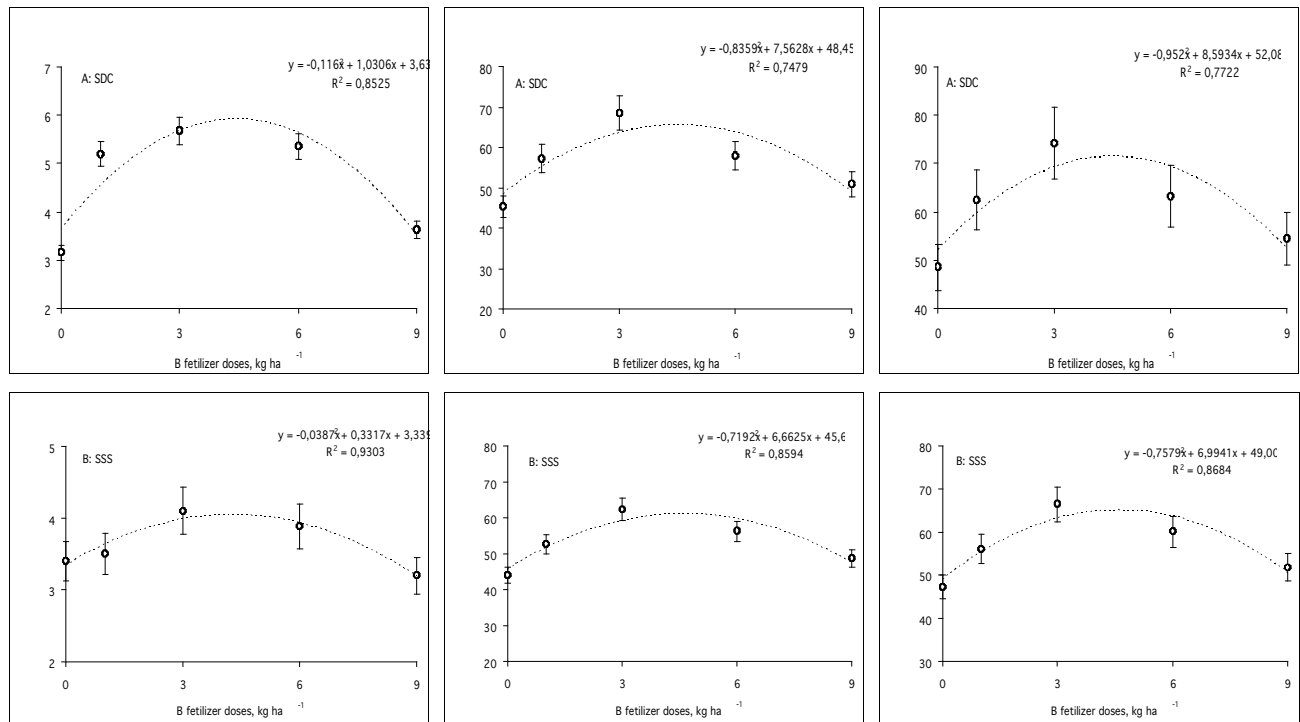 y = -0,116x² + 1,0306x + 3,63
R² = 0,8525
A: SDC
7
6
5
4
3
2
0 3 6 9
B fetilizer doses, kg ha -1
y = -0,8359x² + 7,5628x + 48,45
R² = 0,7479
A: SDC
80
70
60
50
40
30
20
0 3 6 9
B fetilizer doses, kg ha -1
y = -0,952x² + 8,5934x + 52,08
R² = 0,7722
A: SDC
90
80
70
60
50
40
0 3 6 9
B fetilizer doses, kg ha -1
y = -0,0387x² + 0,3317x + 3,339
R² = 0,9303
B: SSS
5
4
3
2
0 3 6 9
B fetilizer doses, kg ha -1
y = -0,7192x² + 6,6625x + 45,6
R² = 0,8594
B: SSS
80
70
60
50
40
30
20
0 3 6 9
B fetilizer doses, kg ha -1
y = -0,7579x² + 6,9941x + 49,00
R² = 0,8684
B: SSS
80
70
60
50
40
30
0 3 6 9
B fetilizer doses, kg ha -1